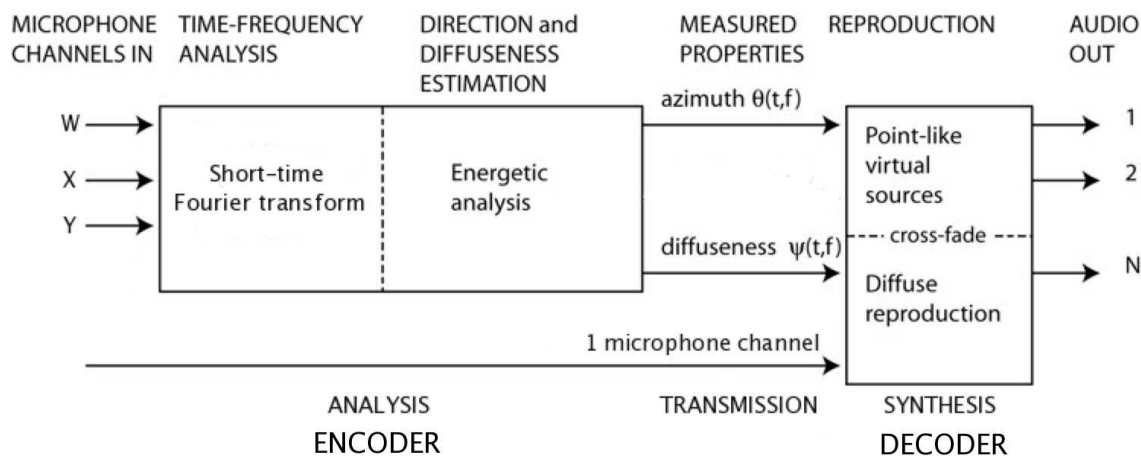 MICROPHONE
CHANNELS IN
TIME-FREQUENCY
ANALYSIS
DIRECTION and
DIFFUSENESS
ESTIMATION
MEASURED
PROPERTIES
REPRODUCTION
AUDIO
OUT
W
X
Y
Short-time
Fourier transform
Energetic
analysis
azimuth θ(t,f)
diffuseness ψ(t,f)
1 microphone channel
Point-like
virtual
sources
cross-fade
Diffuse
reproduction
1
2
N
ANALYSIS
ENCODER
TRANSMISSION
SYNTHESIS
DECODER